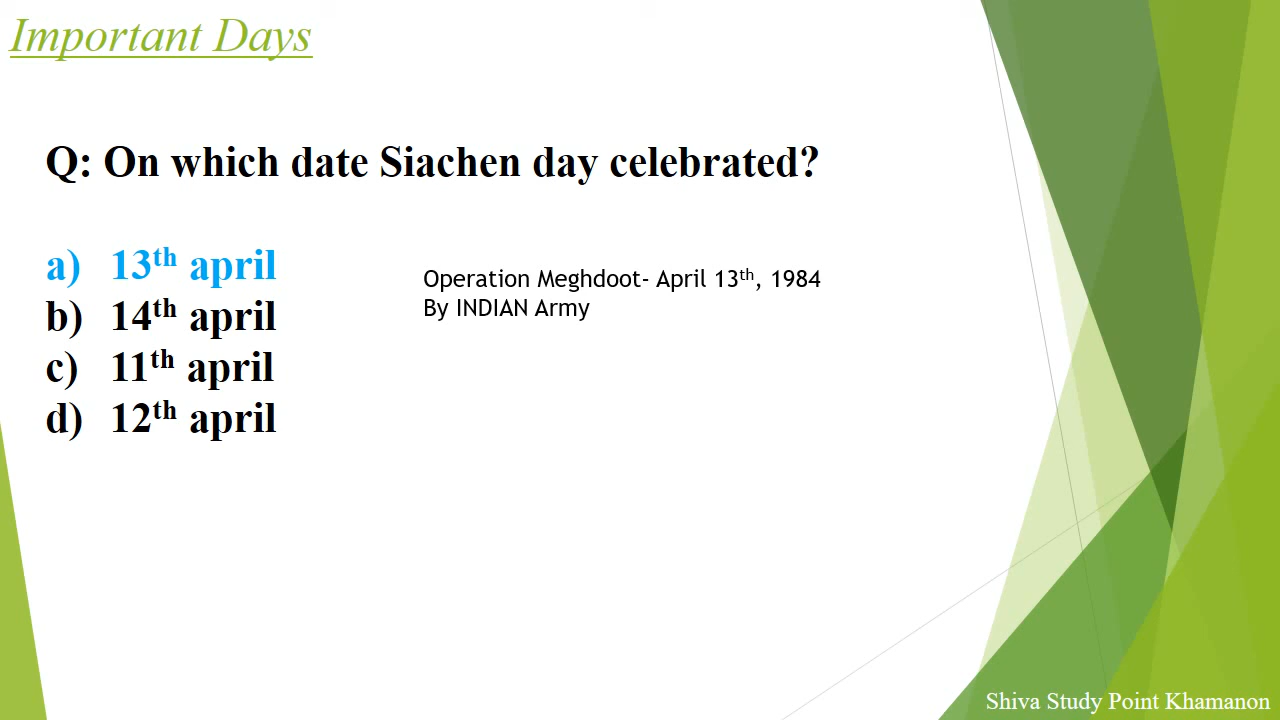 Important Days
Q: On which date Siachen day celebrated?
a) 13th april
b) 14th april
c) 11th april
d) 12th april
Operation Meghdoot- April 13th, 1984
By INDIAN Army
Shiva Study Point Khamanon